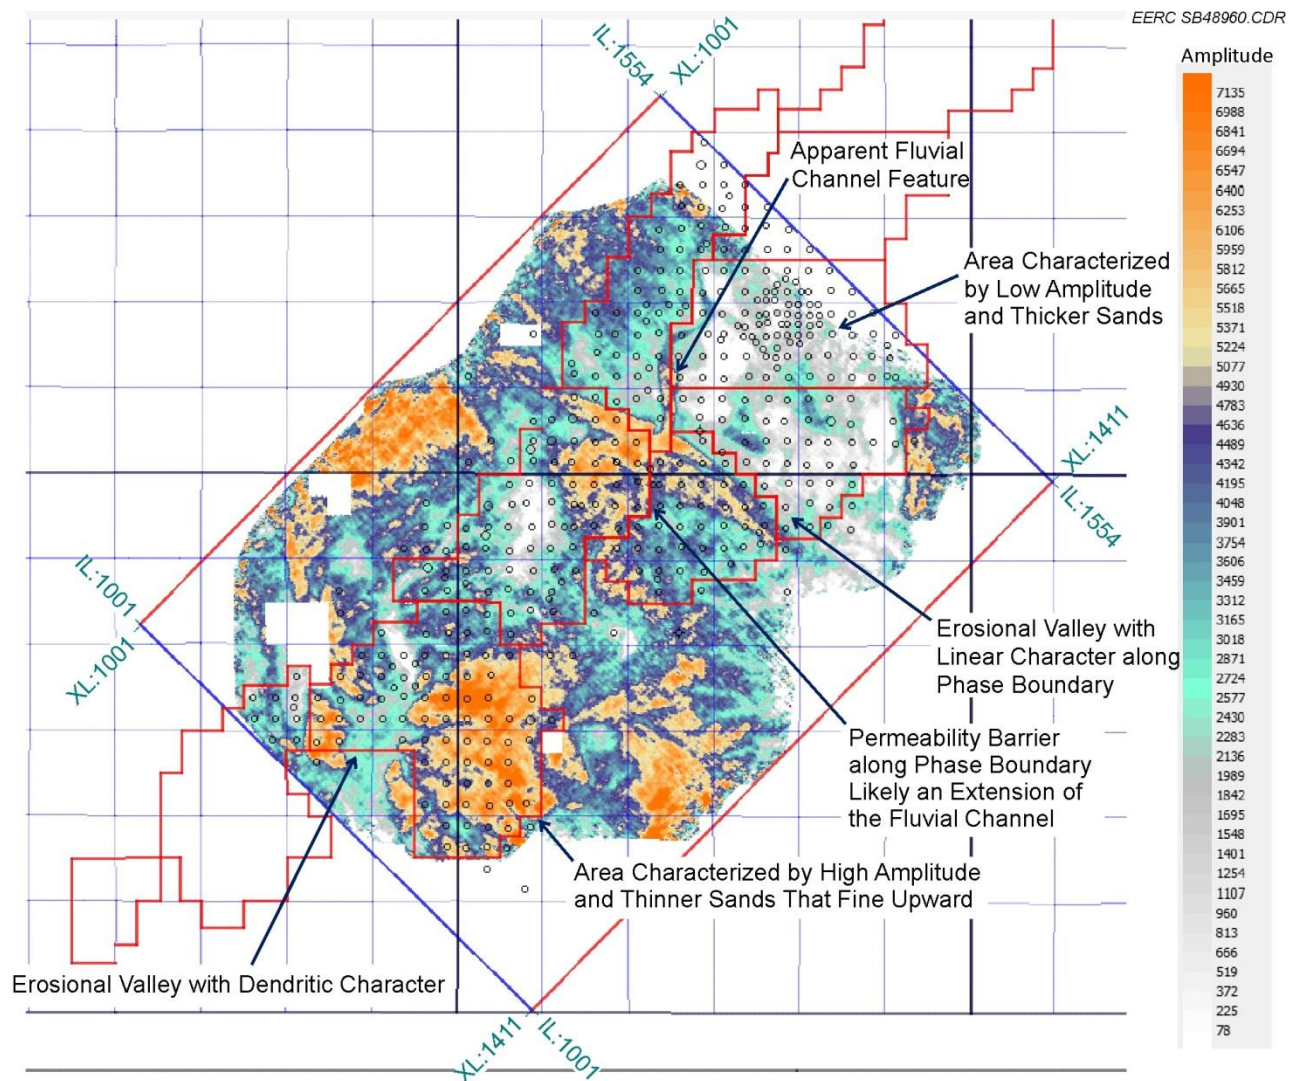 EERC SB48960.CDR
Amplitude
IL:1554
XL:1001
Apparent Fluvial
Channel Feature
Area Characterized
by Low Amplitude
and Thicker Sands
XL:1411
IL:1554
IL:1001
XL:1001
Erosional Valley with
Linear Character along
Phase Boundary
Permeability Barrier
along Phase Boundary
Likely an Extension of
the Fluvial Channel
Area Characterized by High Amplitude
and Thinner Sands That Fine Upward
Erosional Valley with Dendritic Character
XL:1411
IL:1001
7135
6988
6841
6694
6547
6400
6253
6106
5959
5812
5665
5518
5371
5224
5077
4930
4783
4636
4489
4342
4195
4048
3901
3754
3606
3459
3312
3165
3018
2871
2724
2577
2430
2283
2136
1989
1842
1695
1548
1401
1254
1107
960
813
666
519
372
225
78